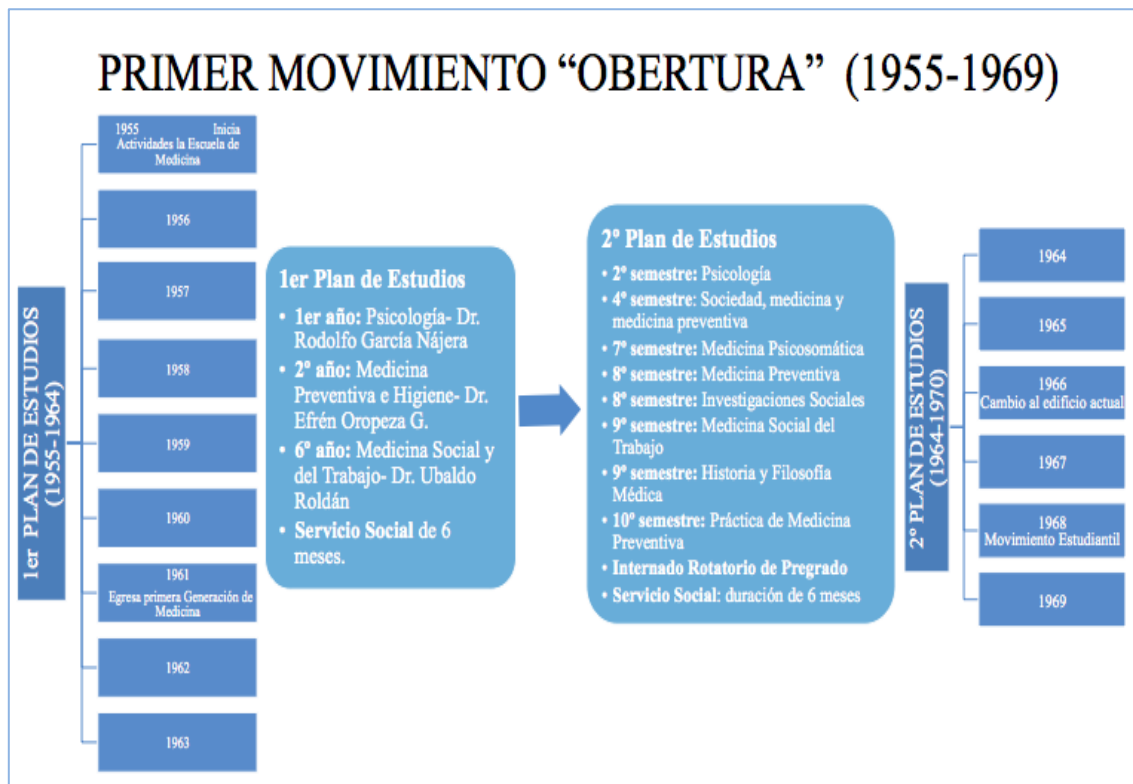 PRIMER MOVIMIENTO “OBERTURA” (1955-1969)
1er PLAN DE ESTUDIOS
(1955-1964)
1955 Inicia
Actividades la Escuela de
Medicina
1956
1957
1958
1959
1960
1961
Egresa primera Generación de
Medicina
1962
1963
1er Plan de Estudios
• 1er año: Psicología- Dr.
Rodolfo García Nájera
• 2º año: Medicina
Preventiva e Higiene- Dr.
Efrén Oropeza G.
• 6º año: Medicina Social y
del Trabajo- Dr. Ubaldo
Roldán
• Servicio Social de 6
meses.
2º Plan de Estudios
• 2º semestre: Psicología
• 4º semestre: Sociedad, medicina y
medicina preventiva
• 7º semestre: Medicina Psicosomática
• 8º semestre: Medicina Preventiva
• 8º semestre: Investigaciones Sociales
• 9º semestre: Medicina Social del
Trabajo
• 9º semestre: Historia y Filosofía
Médica
• 10º semestre: Práctica de Medicina
Preventiva
• Internado Rotatorio de Pregrado
• Servicio Social: duración de 6 meses
2º PLAN DE ESTUDIOS
(1964-1970)
1964
1965
1966
Cambio al edificio actual
1967
1968
Movimiento Estudiantil
1969